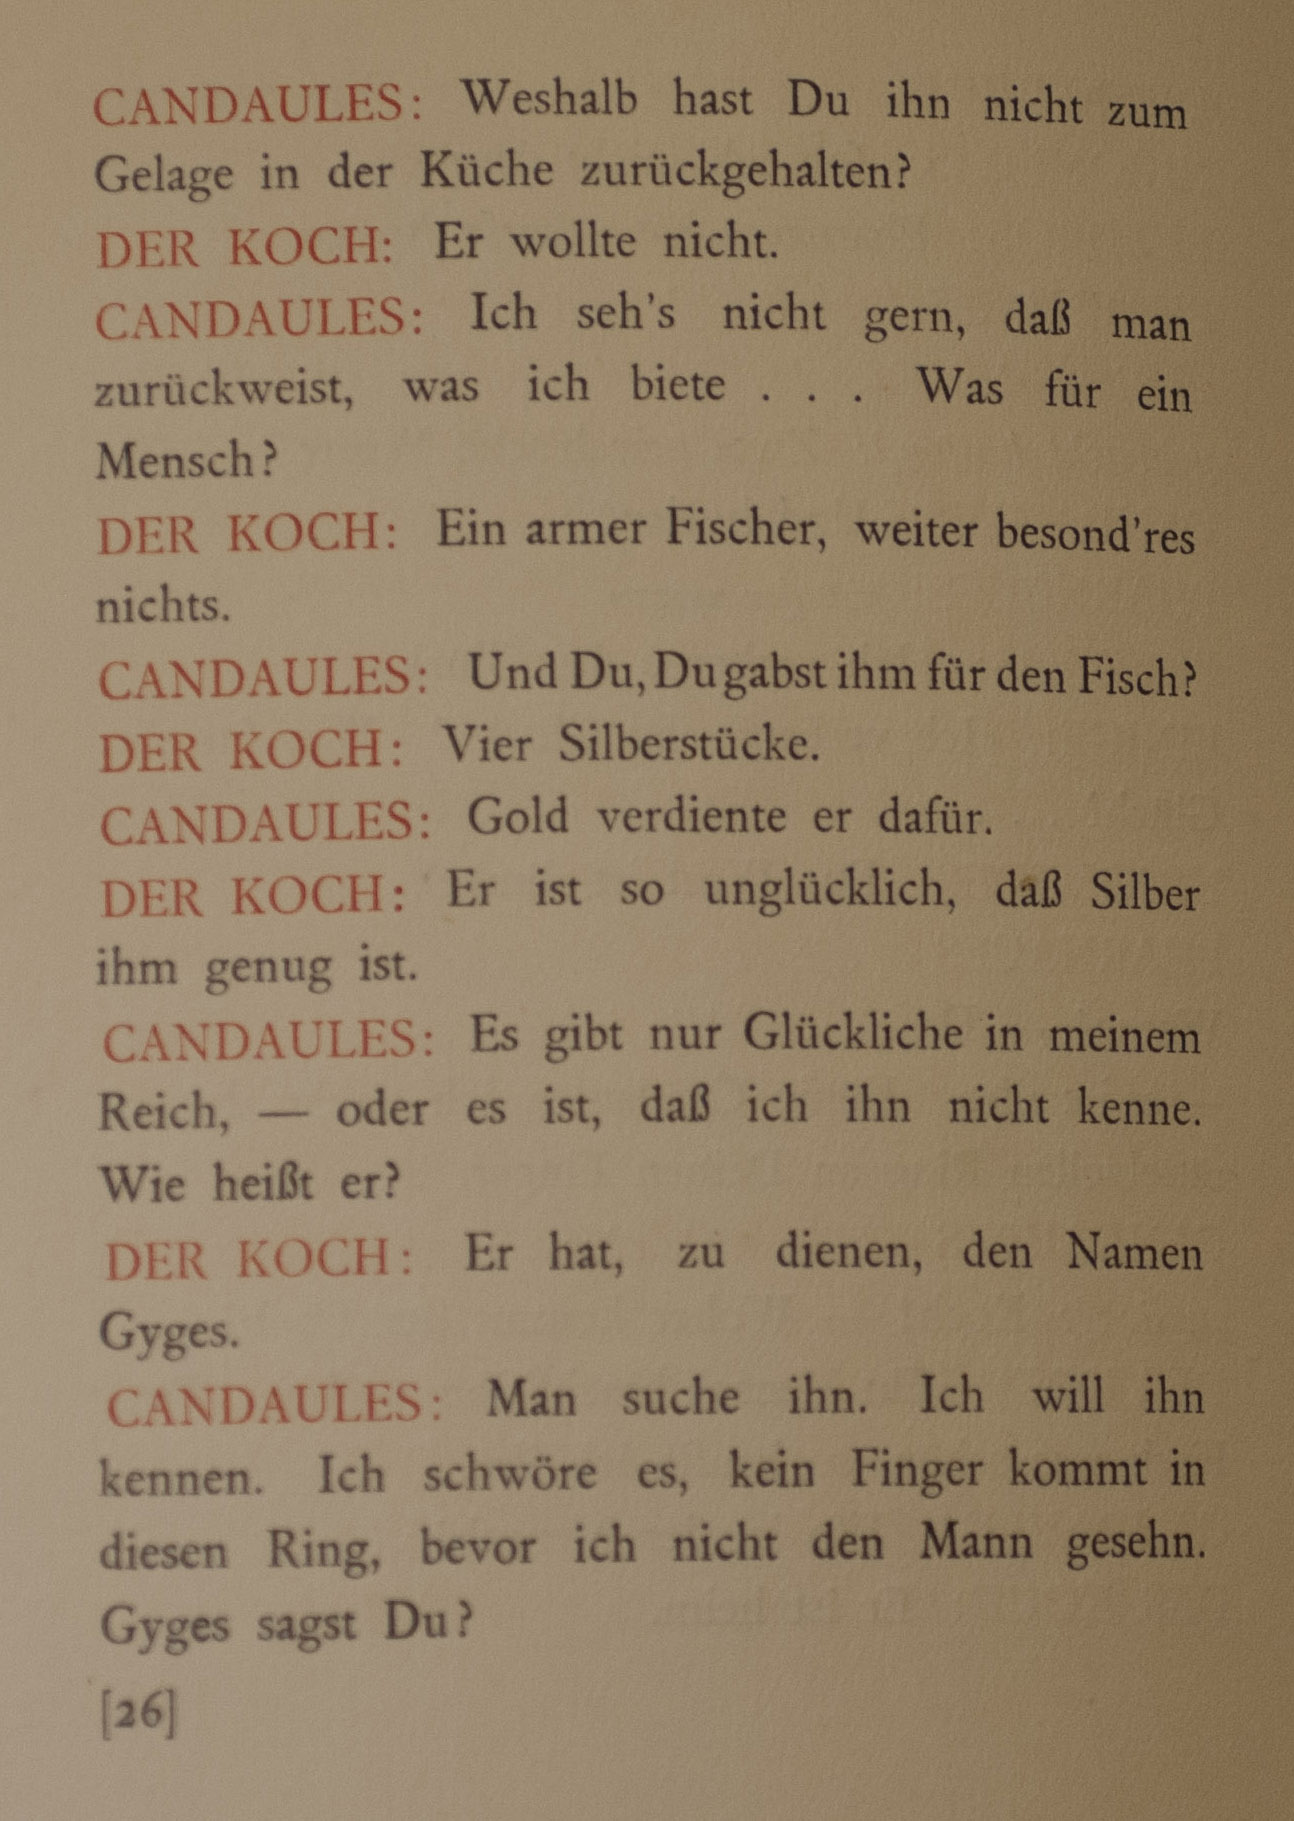 CANDAULES: Weshalb hast Du ihn nicht zum
Gelage in der Küche zurückgehalten?
DER KOCH: Er wollte nicht.
CANDAULES: Ich seh's nicht gern, daß man
zurückweist, was ich biete . . . Was für ein
Mensch?
DER KOCH: Ein armer Fischer, weiter besond'res
nichts.
CANDAULES: Und Du, Du gabst ihm für den Fisch?
DER KOCH: Vier Silberstücke.
CANDAULES: Gold verdiente er dafür.
DER KOCH: Er ist so unglücklich, daß Silber
ihm genug ist.
CANDAULES: Es gibt nur Glückliche in meinem
Reich, — oder es ist, daß ich ihn nicht kenne.
Wie heißt er?
DER KOCH: Er hat, zu dienen, den Namen
Gyges.
CANDAULES: Man suche ihn. Ich will ihn
kennen. Ich schwöre es, kein Finger kommt in
diesen Ring, bevor ich nicht den Mann gesehn.
Gyges sagst Du?
[26]